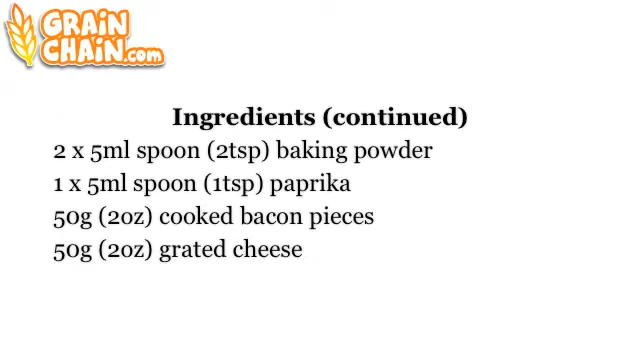 GRAIN
CHAIN.com
Ingredients (continued)
2 x 5ml spoon (2tsp) baking powder
1 x 5ml spoon (1tsp) paprika
50g (2oz) cooked bacon pieces
50g (2oz) grated cheese